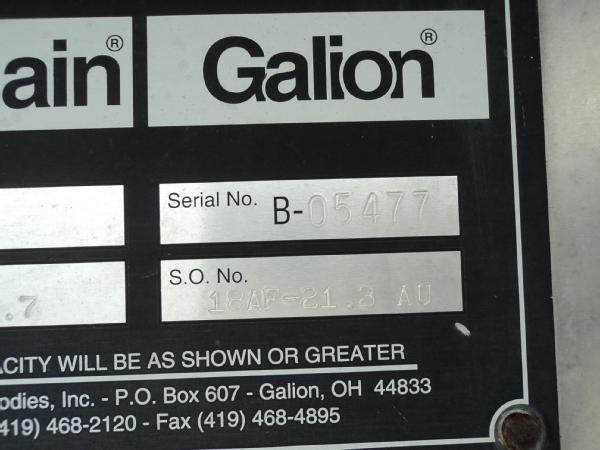 ain® Galion®
Serial No. B-05477
.7 S.O. No. 18AF-21.3 AU
ACITY WILL BE AS SHOWN OR GREATER
odies, Inc. - P.O. Box 607 - Galion, OH 44833
419) 468-2120 - Fax (419) 468-4895